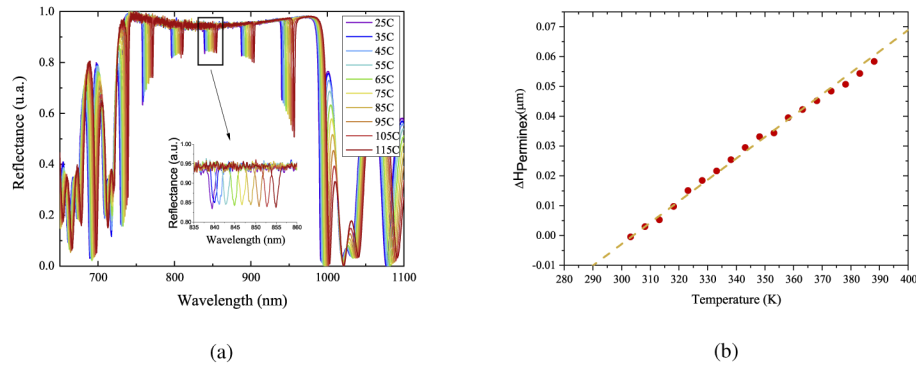 1.0
0.8
0.6
0.4
0.2
0.0
Reflectance (u.a.)
700
800
900
1000
1100
Wavelength (nm)
25C
35C
45C
55C
65C
75C
85C
95C
105C
115C
1.00
0.95
0.90
0.85
0.80
Reflectance (a.u.)
835 840 845 850 855 860
Wavelength (nm)
(a)
0.07
0.06
0.05
0.04
0.03
0.02
0.01
0.00
-0.01
ΔHPerminex(μm)
280 290 300 310 320 330 340 350 360 370 380 390 400
Temperature (K)
(b)